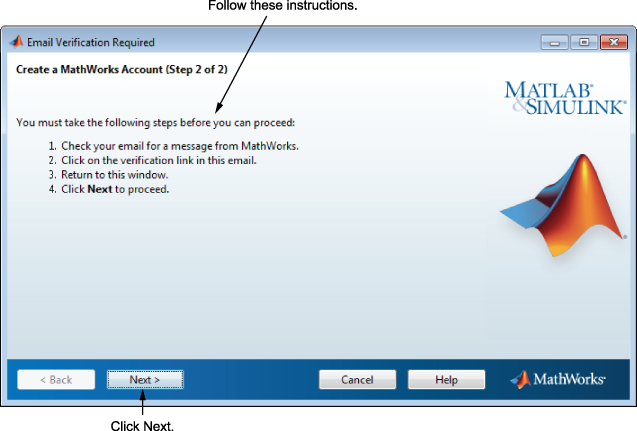 Follow these instructions.
Email Verification Required
Create a MathWorks Account (Step 2 of 2)
MATLAB®
&SIMULINK®
You must take the following steps before you can proceed:
1. Check your email for a message from MathWorks.
2. Click on the verification link in this email.
3. Return to this window.
4. Click Next to proceed.
< Back
Next >
Cancel
Help
MathWorks®
Click Next.